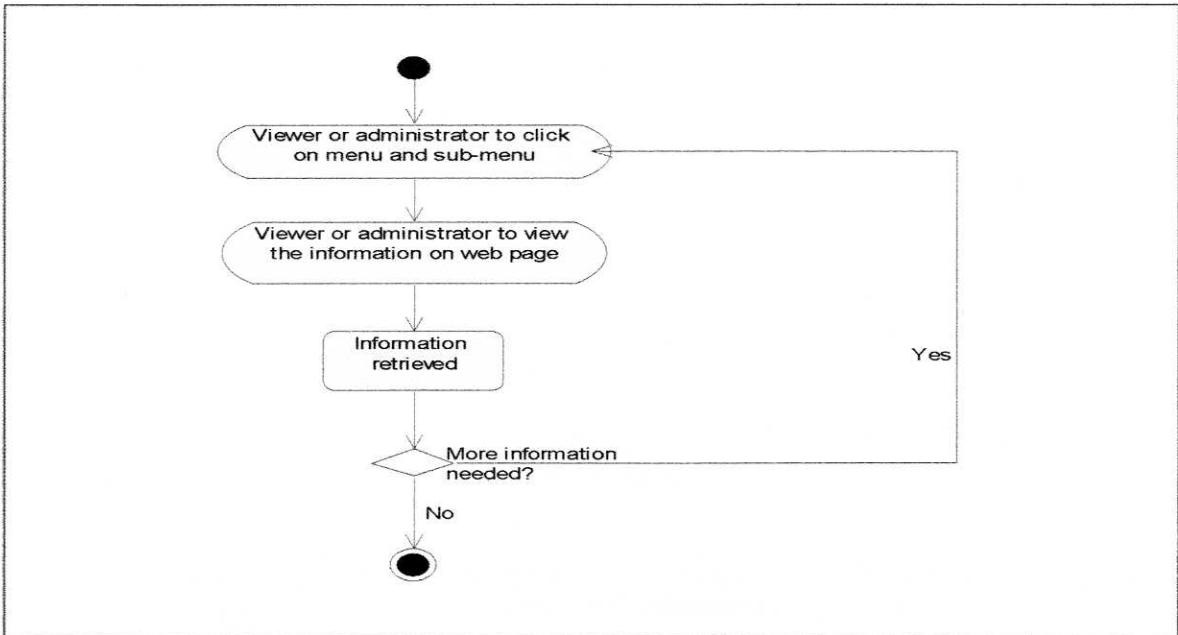 Viewer or administrator to click
on menu and sub-menu
Viewer or administrator to view
the information on web page
Information
retrieved
Yes
More information
needed?
No